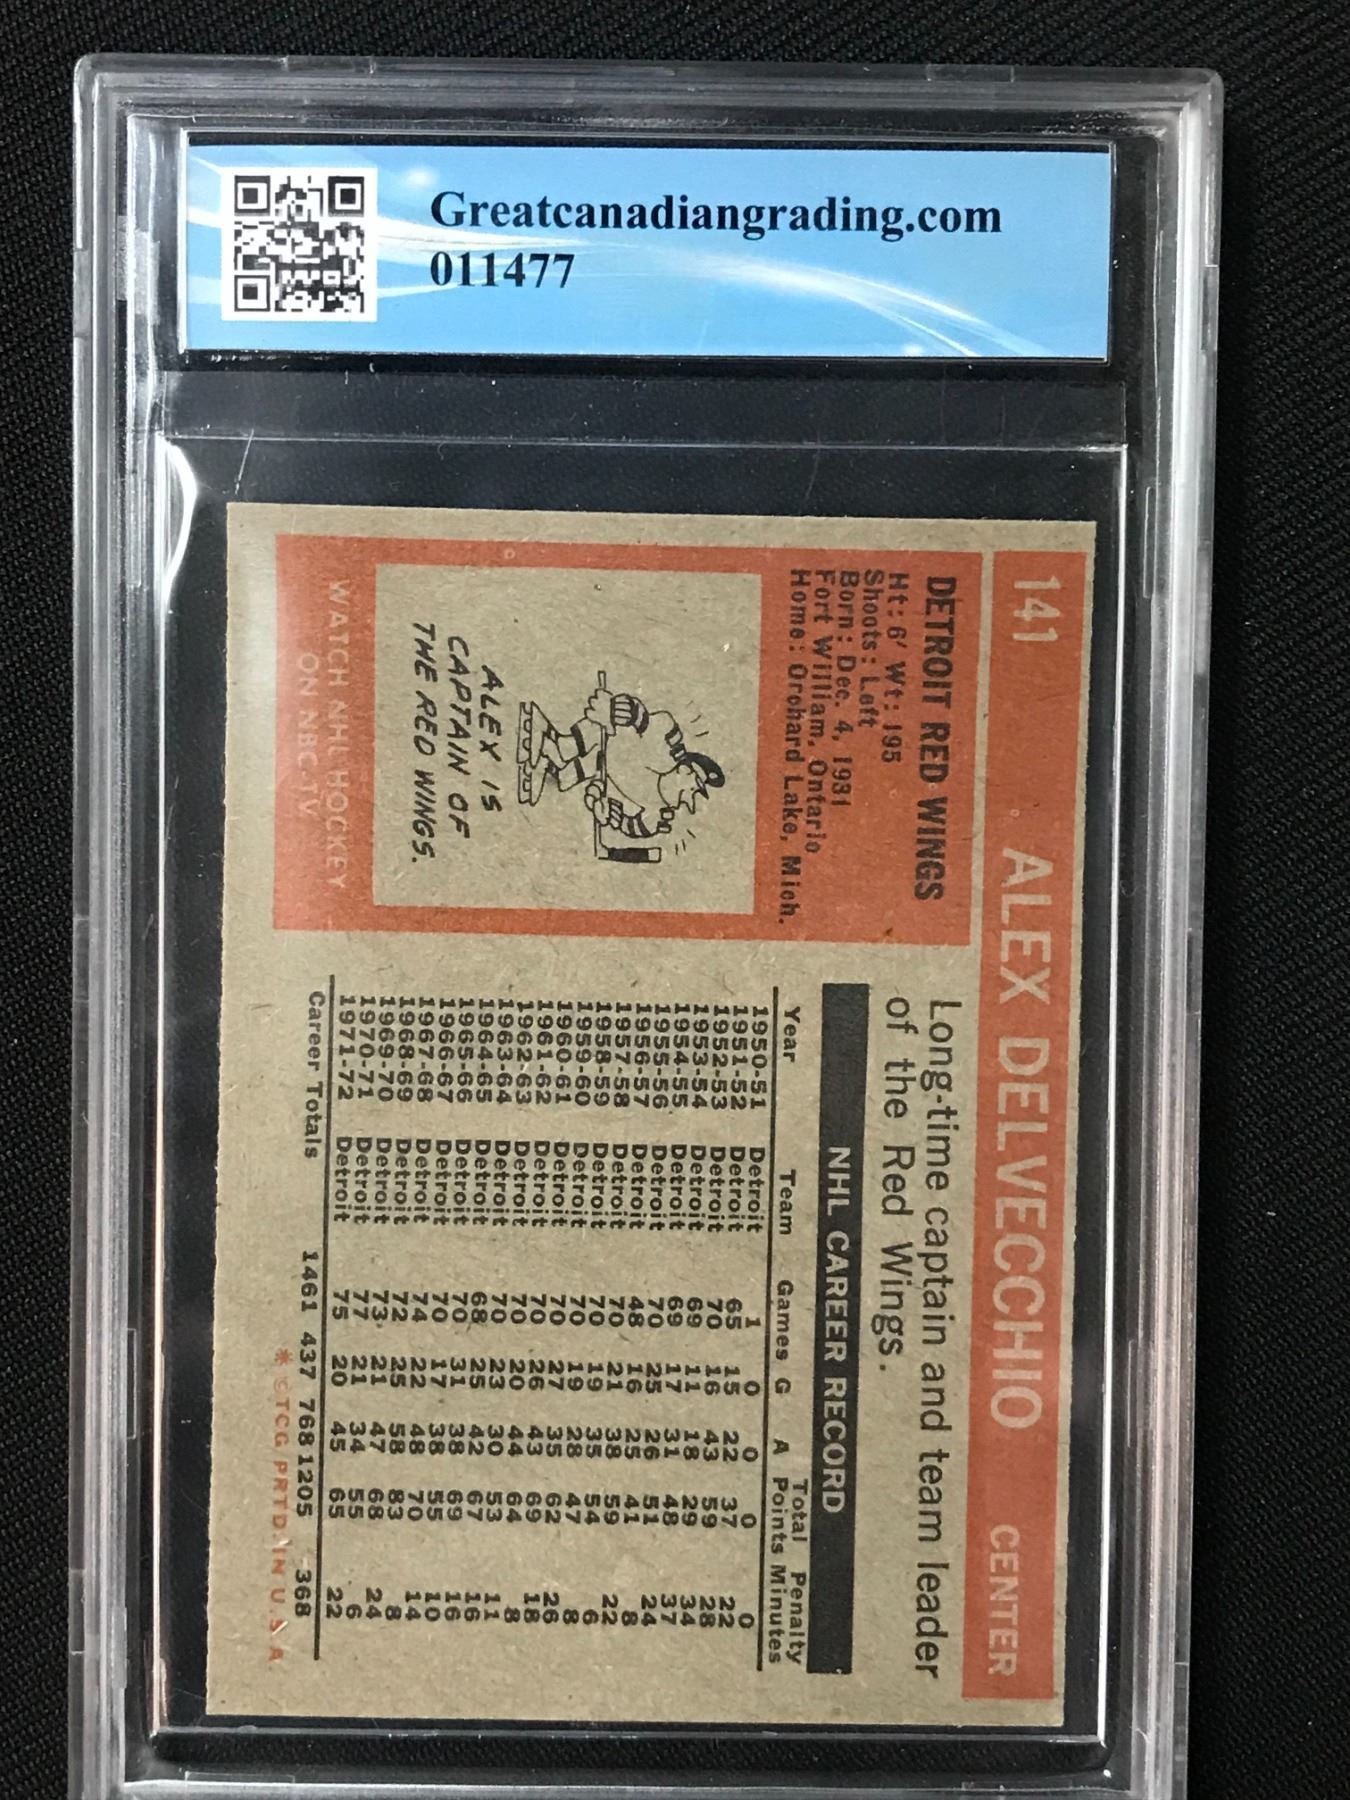 Greatcanadiangrading.com
011477
141 ALEX DELVECCHIO CENTER
DETROIT RED WINGS
Ht: 6' Wt: 195
Shoots: Left
Born: Dec. 4, 1931
Fort William, Ontario
Home: Orchard Lake, Mich.
ALEX IS
CAPTAIN OF
THE RED WINGS.
WATCH NHL HOCKEY
ON NBC-TV
Long-time captain and team leader
of the Red Wings.
NHL CAREER RECORD
Total Penalty
Year Team Games G A Points Minutes
1950-51 Detroit 1 0 0 0 0
1951-52 Detroit 65 15 22 37 22
1952-53 Detroit 70 16 43 59 28
1953-54 Detroit 69 11 18 29 34
1954-55 Detroit 69 17 31 48 37
1955-56 Detroit 70 25 26 51 24
1956-57 Detroit 48 16 25 41 8
1957-58 Detroit 70 21 38 59 22
1958-59 Detroit 70 19 35 54 6
1959-60 Detroit 70 19 28 47 8
1960-61 Detroit 70 27 35 62 26
1961-62 Detroit 70 26 43 69 18
1962-63 Detroit 70 20 44 64 8
1963-64 Detroit 70 23 30 53 11
1964-65 Detroit 68 25 42 67 16
1965-66 Detroit 70 31 38 69 16
1966-67 Detroit 70 17 38 55 10
1967-68 Detroit 74 22 48 70 14
1968-69 Detroit 72 25 58 83 8
1969-70 Detroit 73 21 47 68 24
1970-71 Detroit 77 21 34 55 6
1971-72 Detroit 75 20 45 65 22
Career Totals 1461 437 768 1205 368
* © TCG PRTD. IN U.S.A.